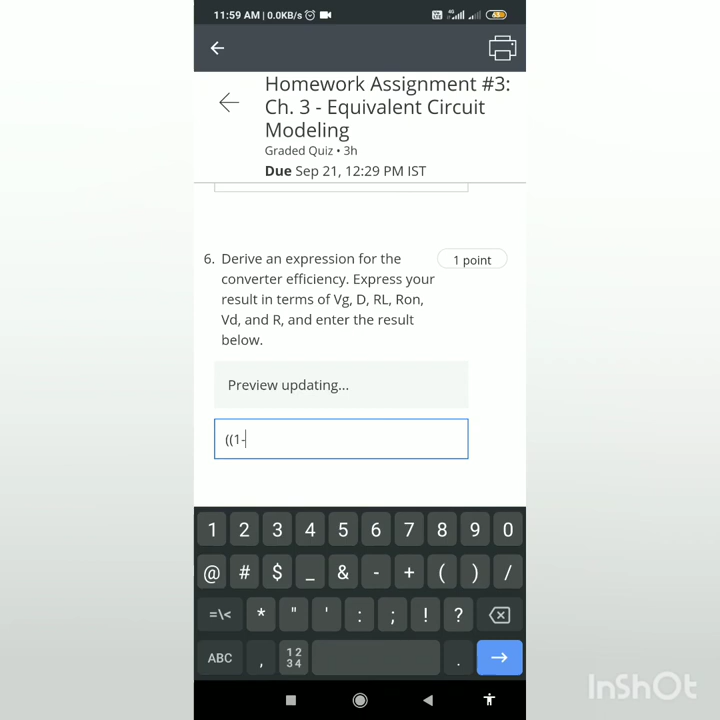 11:59 AM | 0.0KB/s
4G
45
Homework Assignment #3:
Ch. 3 - Equivalent Circuit
Modeling
Graded Quiz • 3h
Due Sep 21, 12:29 PM IST
6. Derive an expression for the
converter efficiency. Express your
result in terms of Vg, D, RL, Ron,
Vd, and R, and enter the result
below.
1 point
Preview updating...
((1-
1 2 3 4 5 6 7 8 9 0
@ # $ _ & - + ( ) /
=\< * " ' : ; ! ?
ABC , 12 34 .
InShOt